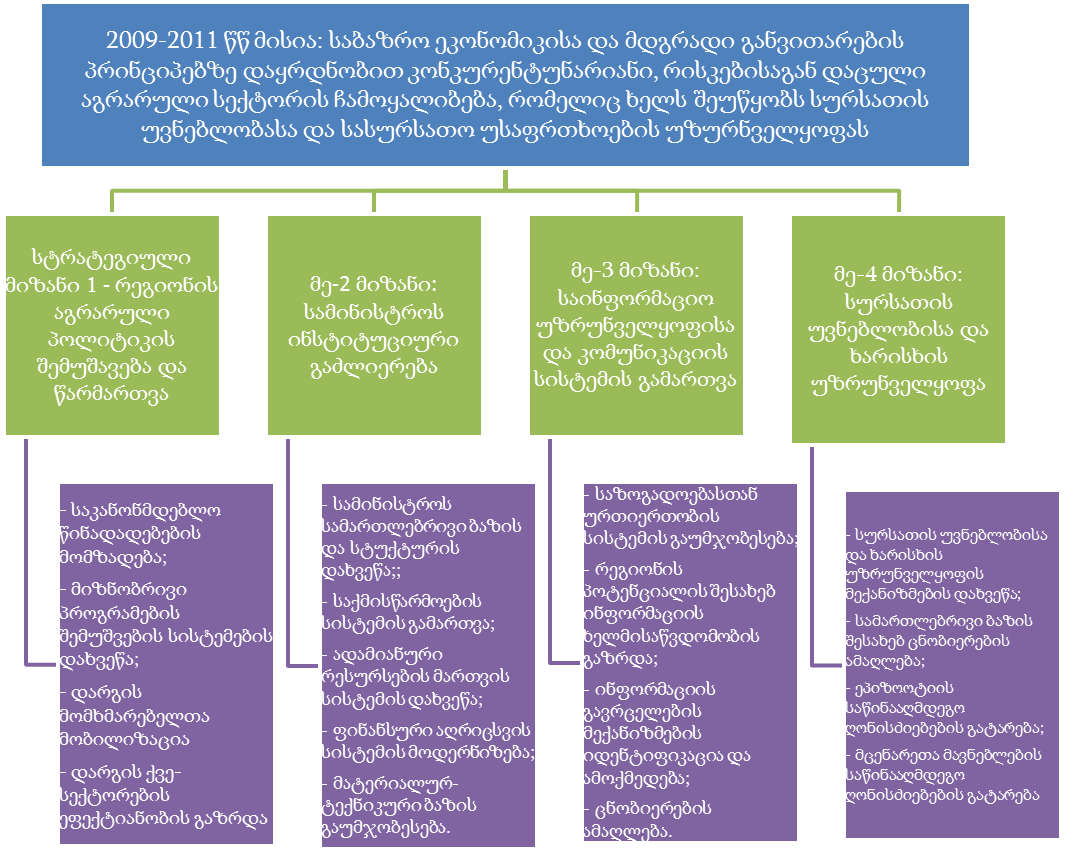 2009-2011 წწ მისია: საბაზრო ეკონომიკისა და მდგრადი განვითარების
პრინციპებზე დაყრდნობით კონკურენტუნარიანი, რისკებისაგან დაცული
აგრარული სექტორის ჩამოყალიბება, რომელიც ხელს შეუწყობს სურსათის
უვნებლობასა და სასურსათო უსაფრთხოების უზურნველყოფას
სტრატეგიული
მიზანი 1 - რეგიონის
აგრარული
პოლიტიკის
შემუშავება და
წარმართვა
- საკანონმდებლო
წინადადებების
მომზადება;
- მიზნობრივი
პროგრამების
შემუშვების სისტემების
დახვეწა;
- დარგის
მომხმარებელთა
მობილიზაცია
- დარგის ქვე-
სექტორების
ეფექტიანობის გაზრდა
მე-2 მიზანი:
სამინისტროს
ინსტიტუციური
გაძლიერება
- სამინისტროს
სამართლებრივი ბაზის
და სტუქტურის
დახვეწა;;
- საქმისწარმოების
სისტემის გამართვა;
- ადამიანური
რესურსების მართვის
სისტემის დახვეწა;
- ფინანსური აღრიცსვის
სისტემის მოდერნიზება;
- მატერიალურ-
ტექნიკური ბაზის
გაუმჯობესება.
მე-3 მიზანი:
საინფორმაციო
უზრუნველყოფისა
და კომუნიკაციის
სისტემის გამართვა
- საზოგადოებასთან
ურთიერთობის
სისტემის გაუმჯობესება;
- რეგიონის
პოტენციალის შესახებ
ინფორმაციის
ხელმისაწვდომობის
გაზრდა;
- ინფორმაციის
გავრცელების
მექანიზმების
იდენტიფიკაცია და
ამოქმედება;
- ცნობიერების
ამაღლება.
მე-4 მიზანი:
სურსათის
უვნებლობისა და
ხარისხის
უზრუნველყოფა
- სურსათის უვნებლობისა
და ხარისხის
უზრუნველყოფის
მექანიზმების დახვეწა;
- სამართლებრივი ბაზის
შესახებ ცნობიერების
ამაღლება;
- ეპიზოოტიის
საწინააღმდეგო
ღონისძიებების გატარება;
- მცენარეთა მავნებლების
საწინააღმდეგო
ღონისძიებების გატარება